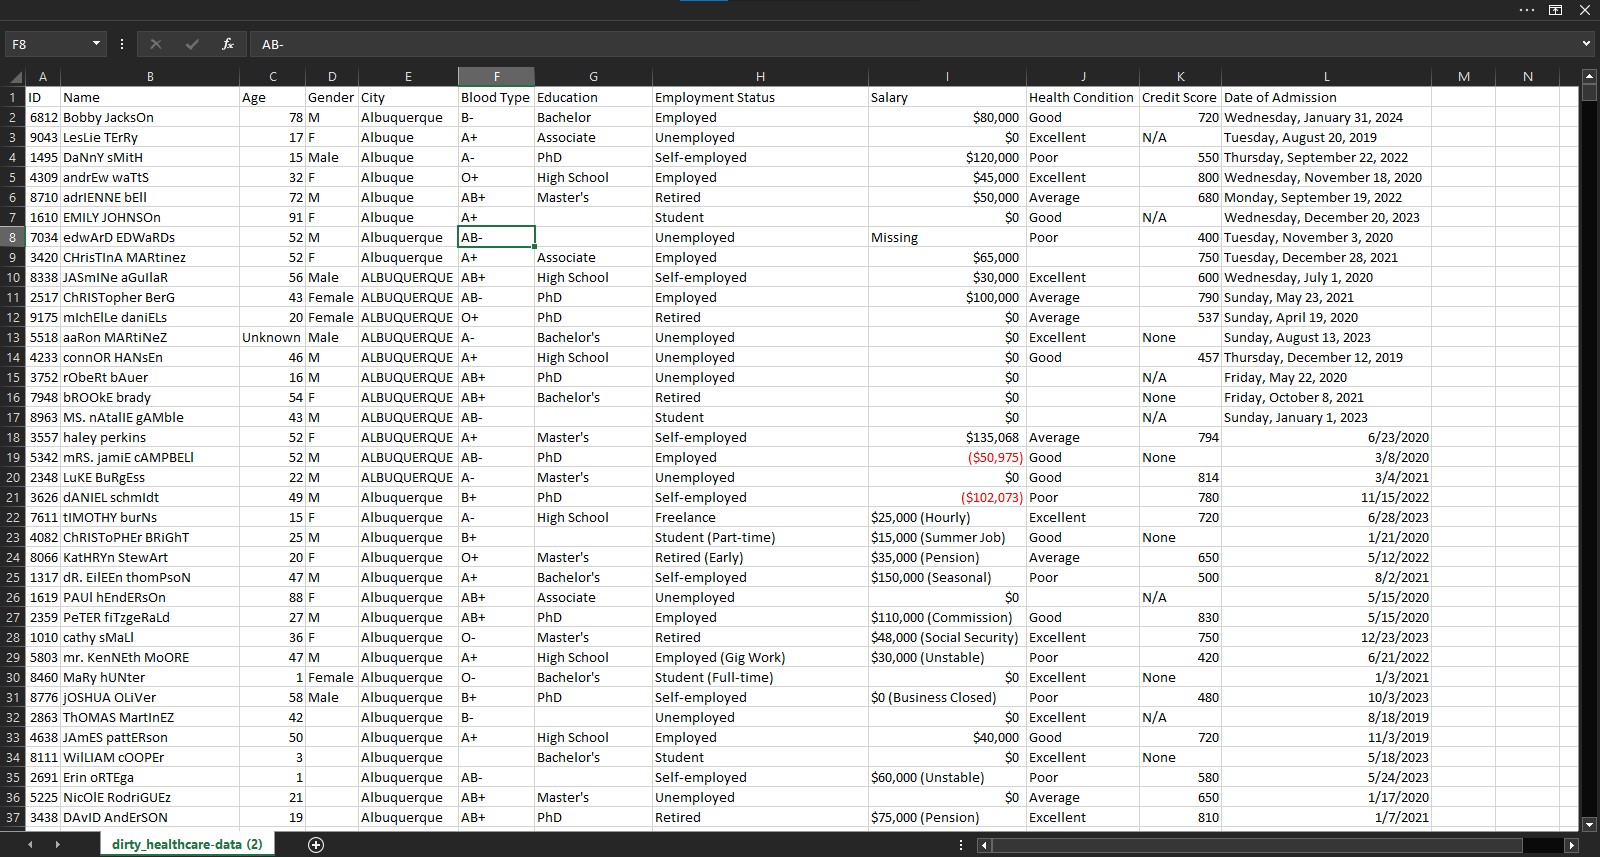 F8 AB-
A B C D E F G H I J K L M N
1 ID Name Age Gender City Blood Type Education Employment Status Salary Health Condition Credit Score Date of Admission
2 6812 Bobby JacksOn 78 M Albuquerque B- Bachelor Employed $80,000 Good 720 Wednesday, January 31, 2024
3 9043 LesLie TErRy 17 F Albuque A+ Associate Unemployed $0 Excellent N/A Tuesday, August 20, 2019
4 1495 DaNnY sMitH 15 Male Albuque A- PhD Self-employed $120,000 Poor 550 Thursday, September 22, 2022
5 4309 andrEw waTtS 32 F Albuque O+ High School Employed $45,000 Excellent 800 Wednesday, November 18, 2020
6 8710 adrIENNE bEll 72 M Albuque AB+ Master's Retired $50,000 Average 680 Monday, September 19, 2022
7 1610 EMILY JOHNSOn 91 F Albuque A+ Student $0 Good N/A Wednesday, December 20, 2023
8 7034 edwArD EDWaRDs 52 M Albuquerque AB- Unemployed Missing Poor 400 Tuesday, November 3, 2020
9 3420 CHrisTInA MARtinez 52 F Albuquerque A+ Associate Employed $65,000 750 Tuesday, December 28, 2021
10 8338 JASmINe aGuIlaR 56 Male ALBUQUERQUE AB+ High School Self-employed $30,000 Excellent 600 Wednesday, July 1, 2020
11 2517 ChRISTopher BerG 43 Female ALBUQUERQUE AB- PhD Employed $100,000 Average 790 Sunday, May 23, 2021
12 9175 mIchElLe daniELs 20 Female ALBUQUERQUE O+ PhD Retired $0 Average 537 Sunday, April 19, 2020
13 5518 aaRon MARtiNeZ Unknown Male ALBUQUERQUE A- Bachelor's Unemployed $0 Excellent None Sunday, August 13, 2023
14 4233 connOR HANsEn 46 M ALBUQUERQUE A+ High School Unemployed $0 Good 457 Thursday, December 12, 2019
15 3752 rObeRt bAuer 16 M ALBUQUERQUE AB+ PhD Unemployed $0 N/A Friday, May 22, 2020
16 7948 bROOkE brady 54 F ALBUQUERQUE AB+ Bachelor's Retired $0 None Friday, October 8, 2021
17 8963 MS. nAtalIE gAMble 43 M ALBUQUERQUE AB- Student $0 N/A Sunday, January 1, 2023
18 3557 haley perkins 52 F ALBUQUERQUE A+ Master's Self-employed $135,068 Average 794 6/23/2020
19 5342 mRS. jamiE cAMPBELl 52 M ALBUQUERQUE AB- PhD Employed ($50,975) Good None 3/8/2020
20 2348 LuKE BuRgEss 22 M ALBUQUERQUE A- Master's Unemployed $0 Good 814 3/4/2021
21 3626 dANIEL schmIdt 49 M Albuquerque B+ PhD Self-employed ($102,073) Poor 780 11/15/2022
22 7611 tIMOTHY burNs 15 F Albuquerque A- High School Freelance $25,000 (Hourly) Excellent 720 6/28/2023
23 4082 ChRISToPHEr BRiGhT 25 M Albuquerque B+ Student (Part-time) $15,000 (Summer Job) Good None 1/21/2020
24 8066 KatHRYn StewArt 20 F Albuquerque O+ Master's Retired (Early) $35,000 (Pension) Average 650 5/12/2022
25 1317 dR. EilEEn thomPsoN 47 M Albuquerque A+ Bachelor's Self-employed $150,000 (Seasonal) Poor 500 8/2/2021
26 1619 PAUl hEndERsOn 88 F Albuquerque AB+ Associate Unemployed $0 N/A 5/15/2020
27 2359 PeTER fiTzgeRaLd 27 M Albuquerque AB+ PhD Employed $110,000 (Commission) Good 830 5/15/2020
28 1010 cathy sMaLl 36 F Albuquerque O- Master's Retired $48,000 (Social Security) Excellent 750 12/23/2023
29 5803 mr. KenNEth MoORE 47 M Albuquerque A+ High School Employed (Gig Work) $30,000 (Unstable) Poor 420 6/21/2022
30 8460 MaRy hUNter 1 Female Albuquerque O- Bachelor's Student (Full-time) $0 Excellent None 1/3/2021
31 8776 jOSHUA OLiVer 58 Male Albuquerque B+ PhD Self-employed $0 (Business Closed) Poor 480 10/3/2023
32 2863 ThOMAS MartInEZ 42 Albuquerque B- Unemployed $0 Excellent N/A 8/18/2019
33 4638 JAmES pattERson 50 Albuquerque A+ High School Employed $40,000 Good 720 11/3/2019
34 8111 WilLIAM cOOPEr 3 Albuquerque Bachelor's Student $0 Excellent None 5/18/2023
35 2691 Erin oRTEga 1 Albuquerque AB- Self-employed $60,000 (Unstable) Poor 580 5/24/2023
36 5225 NicOlE RodriGUEz 21 Albuquerque AB+ Master's Unemployed $0 Average 650 1/17/2020
37 3438 DAvID AndErSON 19 Albuquerque AB+ PhD Retired $75,000 (Pension) Excellent 810 1/7/2021
dirty_healthcare-data (2)